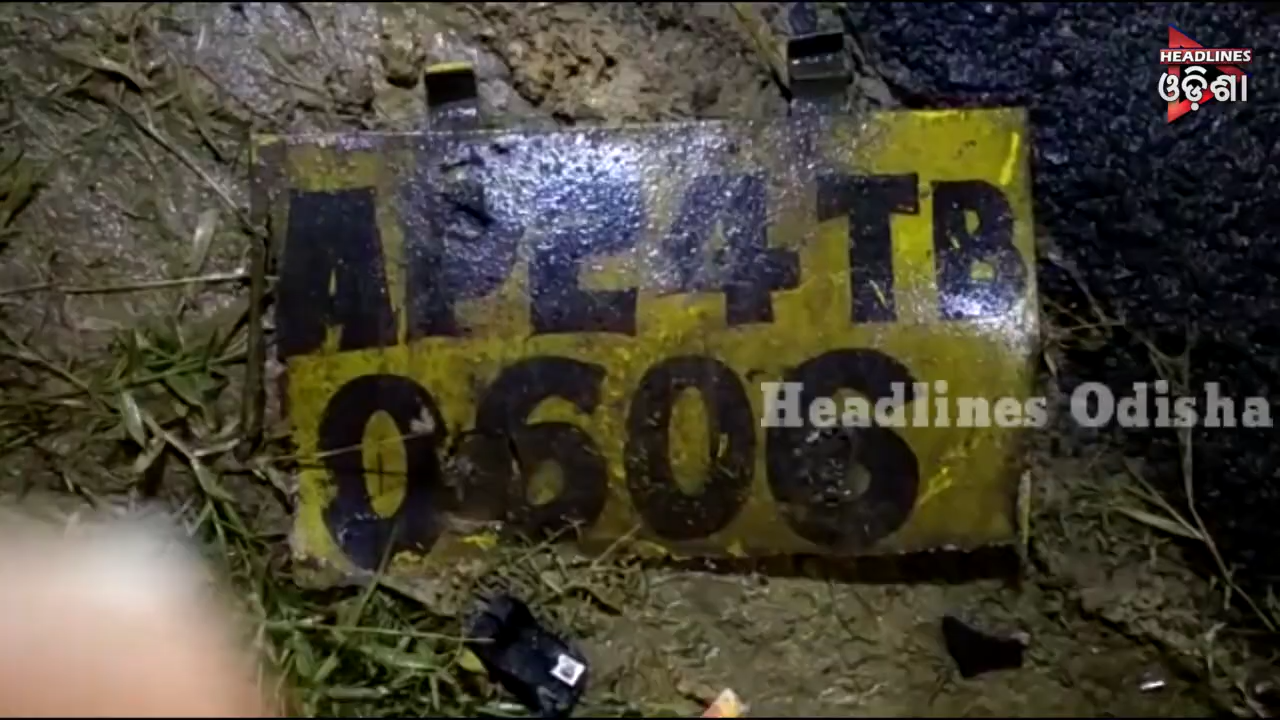 HEADLINES
ଓଡ଼ିଶା
AP24TB
0606
Headlines Odisha